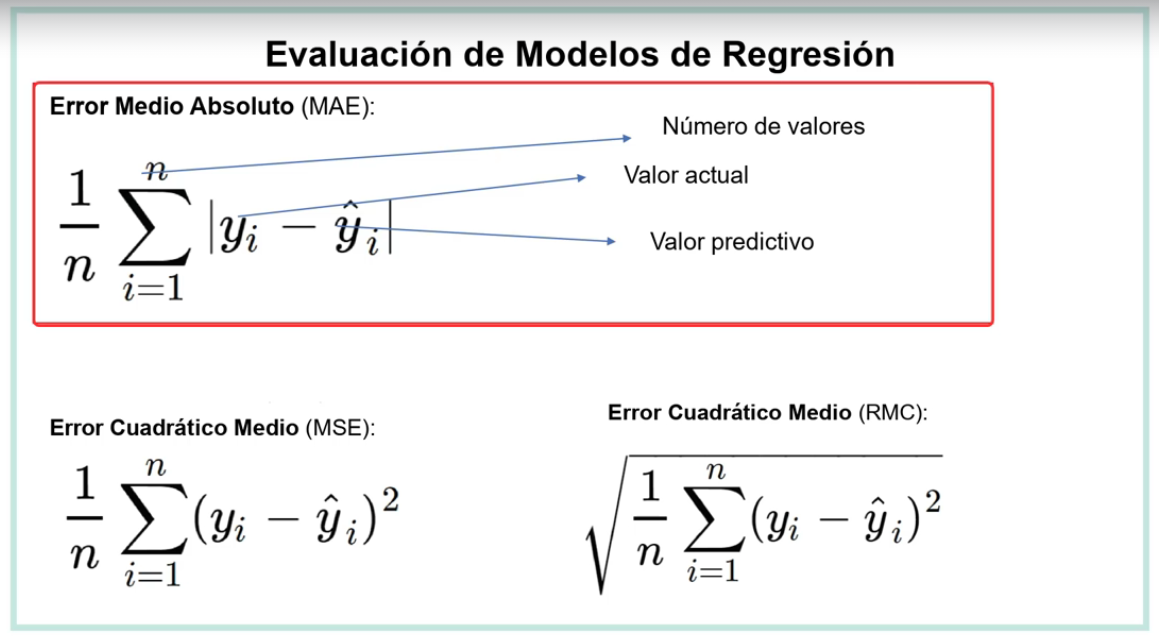 Evaluación de Modelos de Regresión
Error Medio Absoluto (MAE):
Número de valores
Valor actual
Valor predictivo
$\frac{1}{n} \sum_{i=1}^{n} |y_i - \hat{y}_i|$
Error Cuadrático Medio (MSE):
$\frac{1}{n} \sum_{i=1}^{n} (y_i - \hat{y}_i)^2$
Error Cuadrático Medio (RMC):
$\sqrt{\frac{1}{n} \sum_{i=1}^{n} (y_i - \hat{y}_i)^2}$